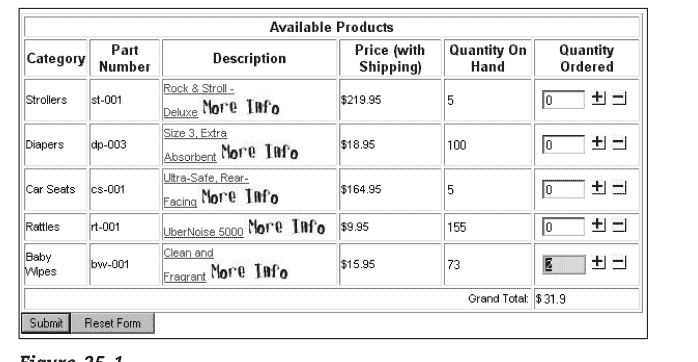 Available Products
Category Part Number Description Price (with Shipping) Quantity On Hand Quantity Ordered
Strollers st-001 Rock & Stroll - Deluxe More Info $219.95 5 0 + -
Diapers dp-003 Size 3, Extra Absorbent More Info $18.95 100 0 + -
Car Seats cs-001 Ultra-Safe, Rear-Facing More Info $164.95 5 0 + -
Rattles rt-001 UberNoise 5000 More Info $9.95 155 0 + -
Baby Wipes bw-001 Clean and Fragrant More Info $15.95 73 2 + -
Grand Total: $31.9
Submit Reset Form
Figure 25-1